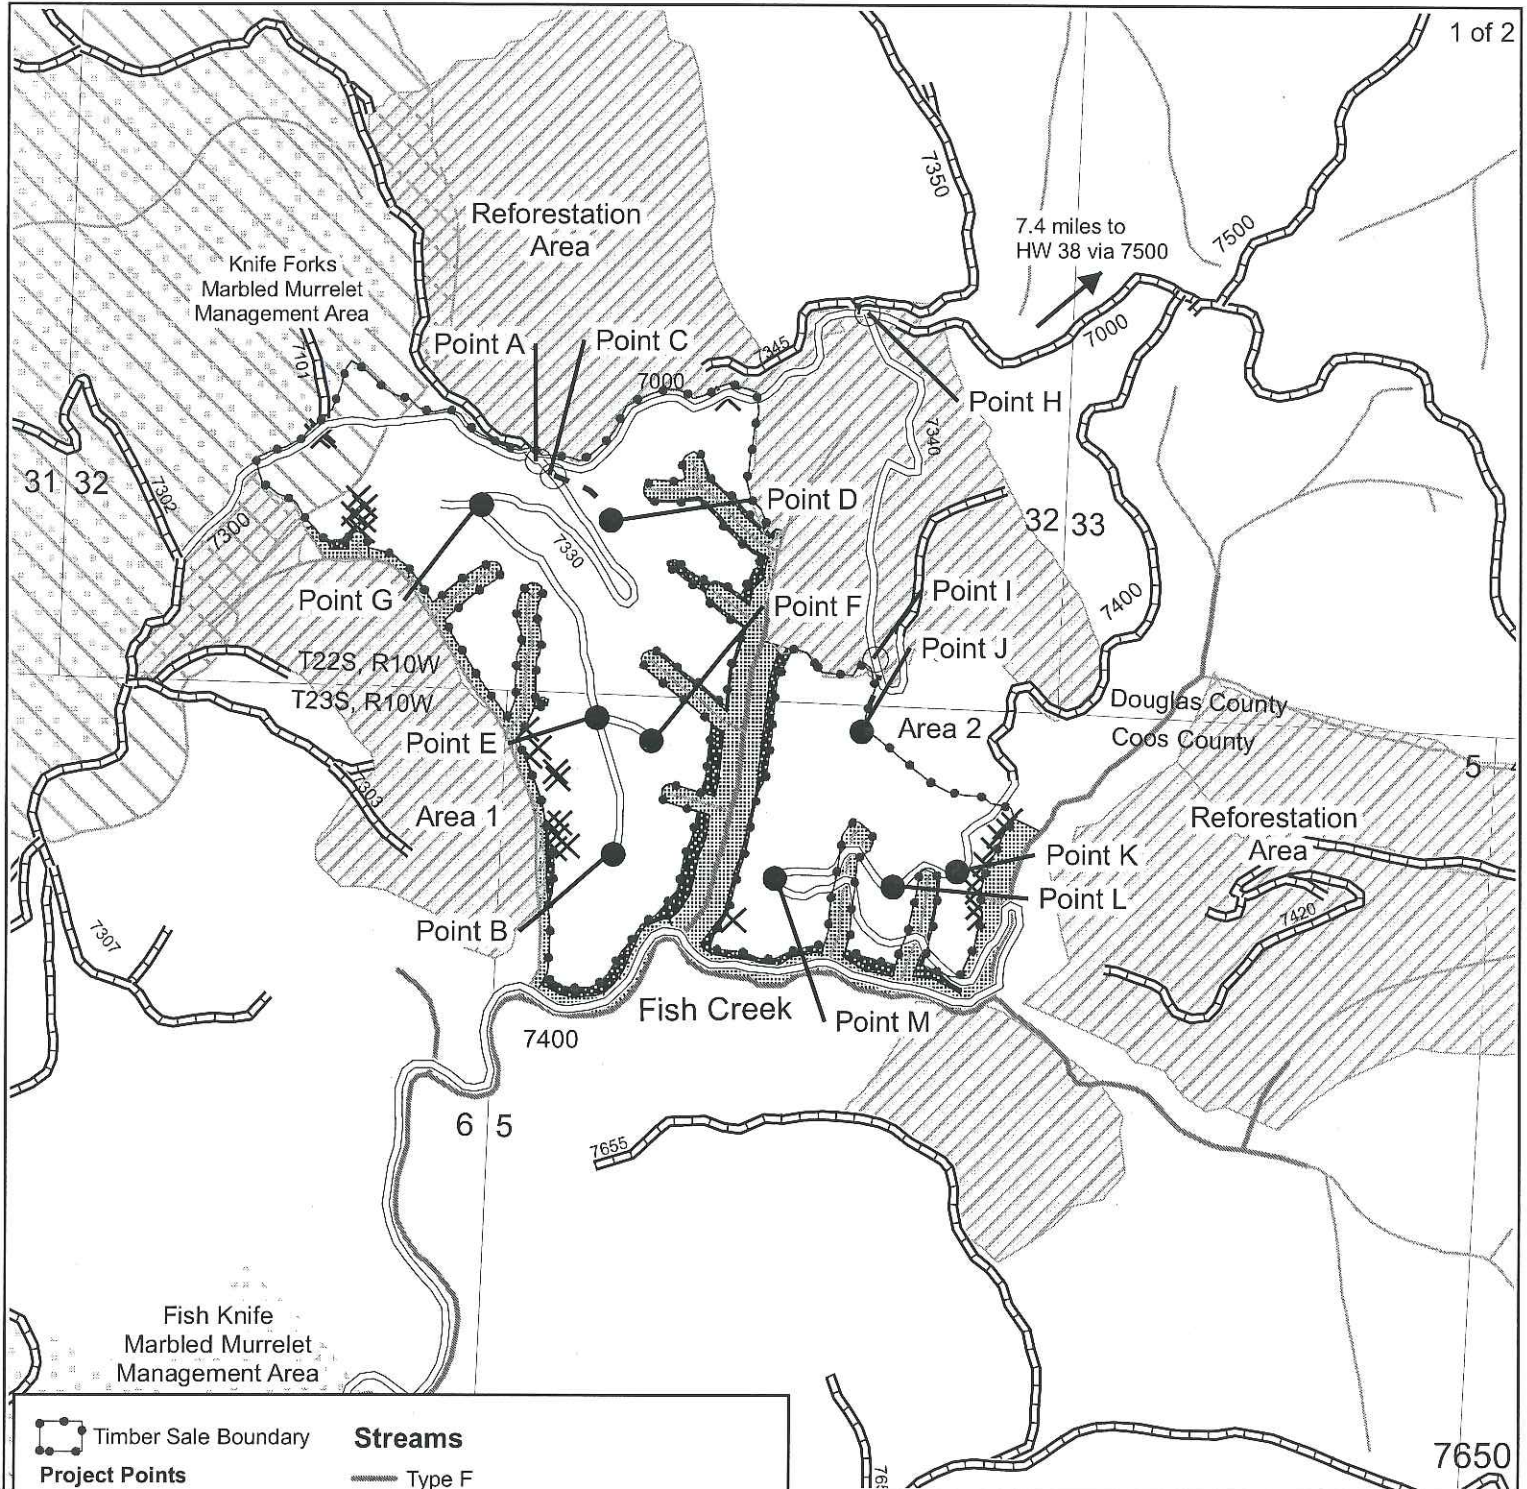 1 of 2
7350
Reforestation
Area
7.4 miles to
HW 38 via 7500
7500
Knife Forks
Marbled Murrelet
Management Area
7000
Point A
Point C
7101
7345
7000
Point H
7340
31 32
7302
7300
Point D
32 33
7330
Point I
Point G
Point F
7400
Point J
T22S, R10W
T23S, R10W
Douglas County
Coos County
Area 2
Point E
5
7303
Area 1
Reforestation
Area
Point K
Point L
7420
Point B
7307
Fish Creek
Point M
7400
6 5
7655
Fish Knife
Marbled Murrelet
Management Area
Timber Sale Boundary
Streams
Project Points
Type F
7650